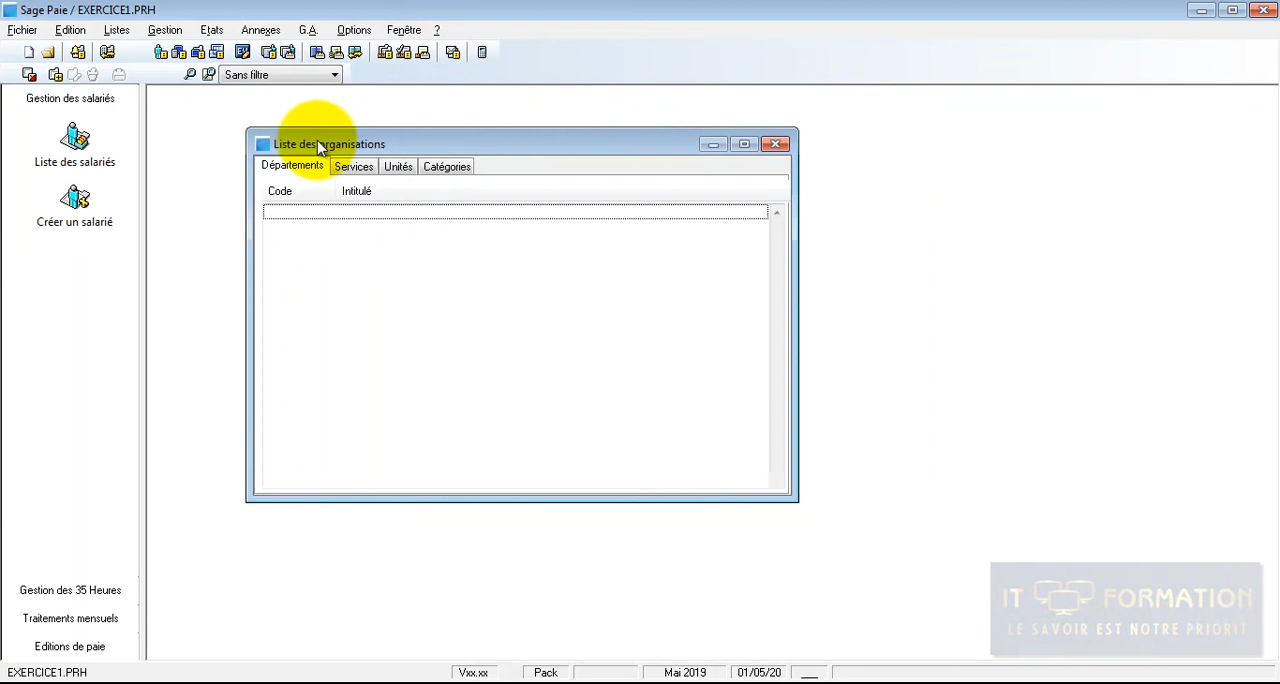 Sage Paie / EXERCICE1.PRH
Fichier Edition Listes Gestion Etats Annexes G.A. Options Fenêtre ?
Sans filtre
Gestion des salariés
Liste des salariés
Créer un salarié
Liste des organisations
Départements Services Unités Catégories
Code Intitulé
Gestion des 35 Heures
Traitements mensuels
Editions de paie
IT FORMATION
LE SAVOIR EST NOTRE PRIORIT
EXERCICE1.PRH Vxx.xx Pack Mai 2019 01/05/20